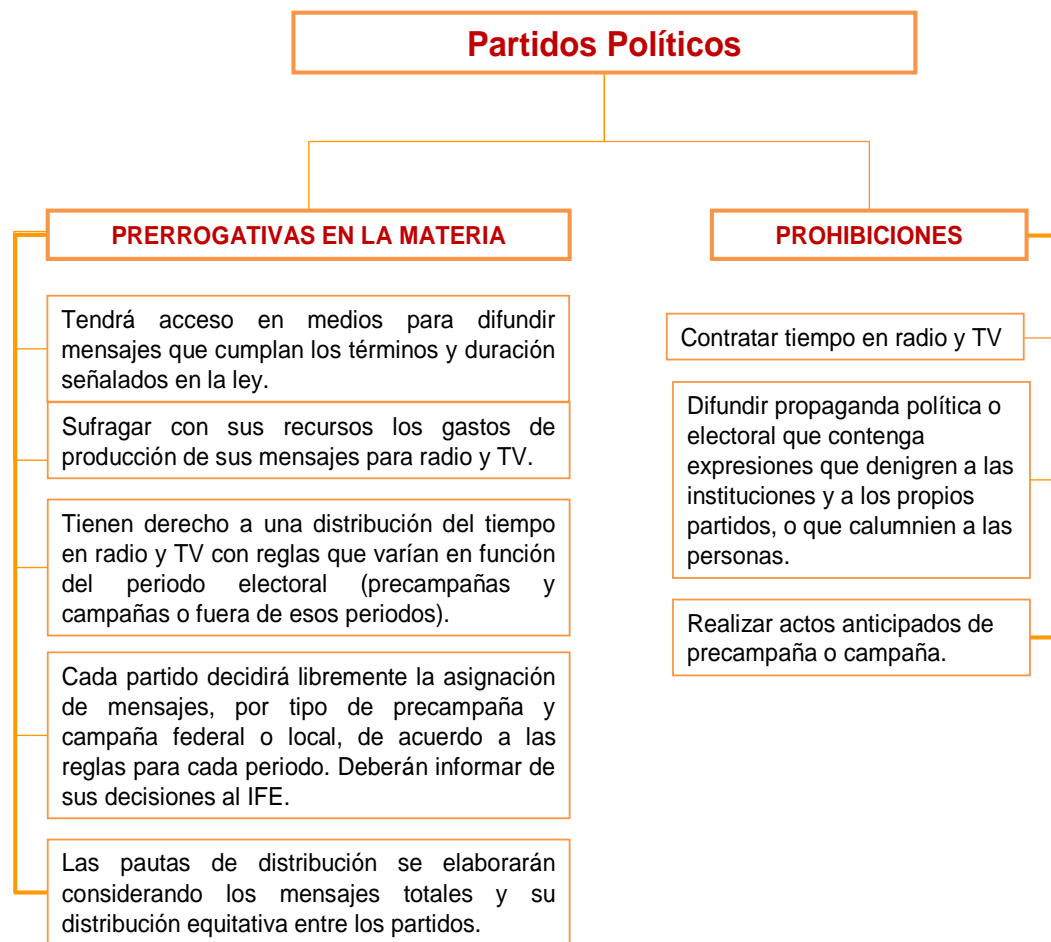 Partidos Políticos
PRERROGATIVAS EN LA MATERIA
Tendrá acceso en medios para difundir
mensajes que cumplan los términos y duración
señalados en la ley.
Sufragar con sus recursos los gastos de
producción de sus mensajes para radio y TV.
Tienen derecho a una distribución del tiempo
en radio y TV con reglas que varían en función
del periodo electoral (precampañas y
campañas o fuera de esos periodos).
Cada partido decidirá libremente la asignación
de mensajes, por tipo de precampaña y
campaña federal o local, de acuerdo a las
reglas para cada periodo. Deberán informar de
sus decisiones al IFE.
Las pautas de distribución se elaborarán
considerando los mensajes totales y su
distribución equitativa entre los partidos.
PROHIBICIONES
Contratar tiempo en radio y TV
Difundir propaganda política o
electoral que contenga
expresiones que denigren a las
instituciones y a los propios
partidos, o que calumnien a las
personas.
Realizar actos anticipados de
precampaña o campaña.